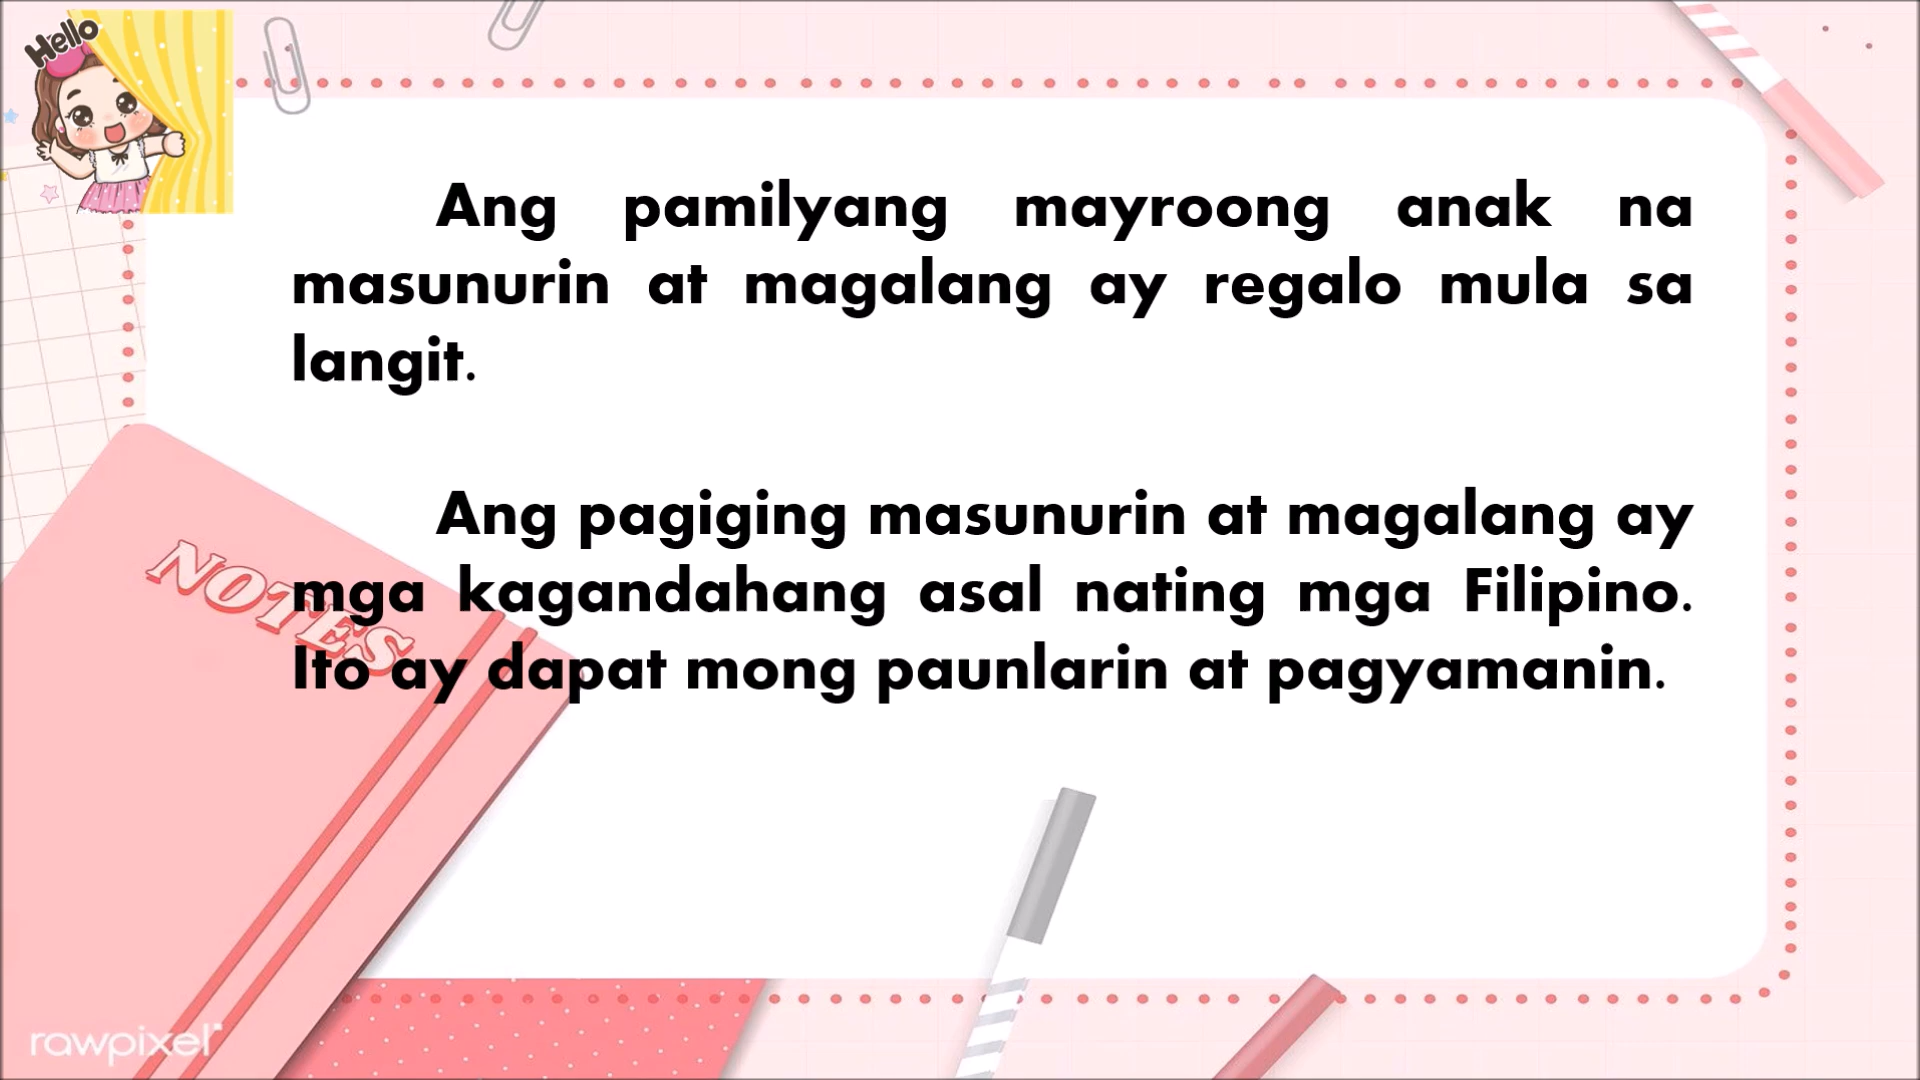 Hello
Ang pamilyang mayroong anak na
masunurin at magalang ay regalo mula sa
langit.
Ang pagiging masunurin at magalang ay
mga kagandahang asal nating mga Filipino.
Ito ay dapat mong paunlarin at pagyamanin.
NOTES
rawpixel